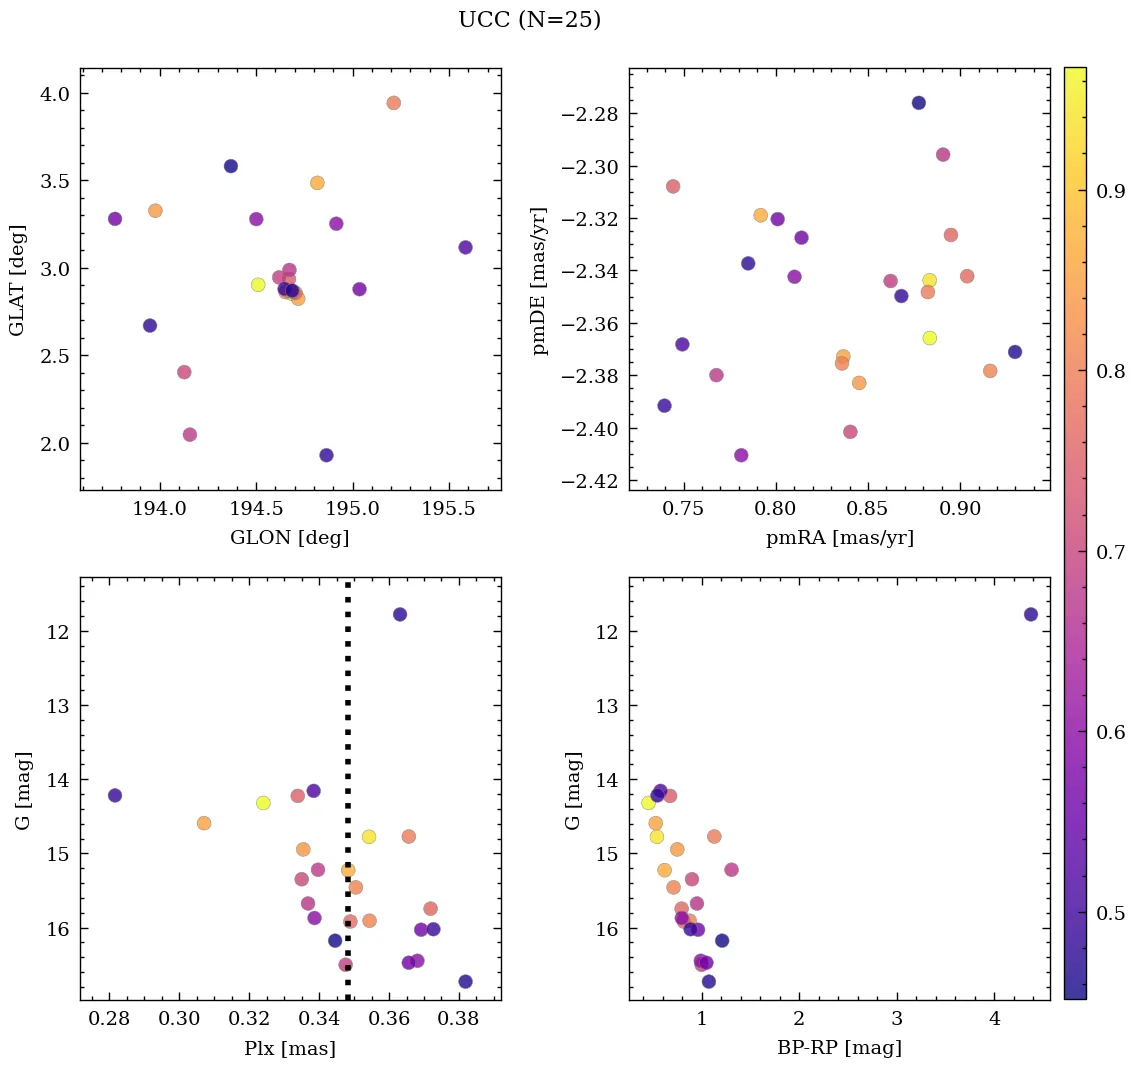 UCC (N=25)
4.0
3.5
3.0
2.5
2.0
GLAT [deg]
194.0 194.5 195.0 195.5
GLON [deg]
−2.28
−2.30
−2.32
−2.34
−2.36
−2.38
−2.40
−2.42
pmDE [mas/yr]
0.75 0.80 0.85 0.90
pmRA [mas/yr]
12
13
14
15
16
G [mag]
0.28 0.30 0.32 0.34 0.36 0.38
Plx [mas]
12
13
14
15
16
G [mag]
1 2 3 4
BP-RP [mag]
0.9
0.8
0.7
0.6
0.5